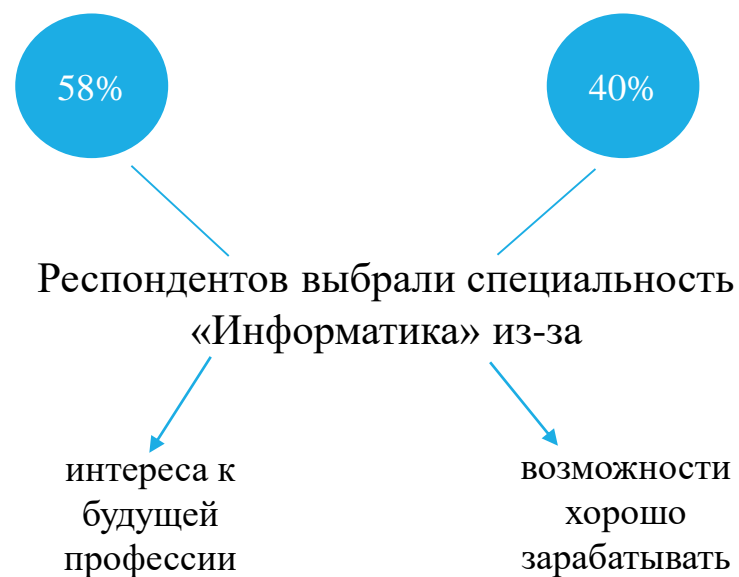 58%
40%
Респондентов выбрали специальность
«Информатика» из-за
интереса к
будущей
профессии
возможности
хорошо
зарабатывать